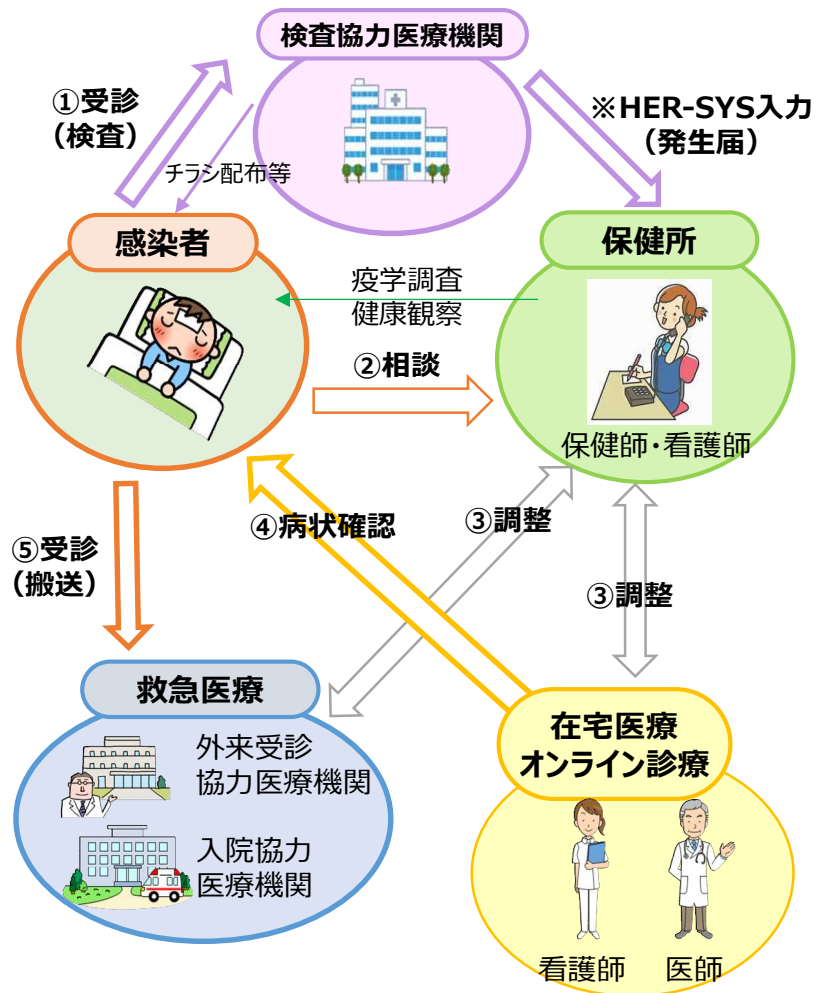 検査協力医療機関
①受診
（検査）
※HER-SYS入力
（発生届）
チラシ配布等
感染者
保健所
疫学調査
健康観察
②相談
保健師・看護師
④病状確認
③調整
⑤受診
（搬送）
③調整
救急医療
外来受診
協力医療機関
入院協力
医療機関
在宅医療
オンライン診療
看護師
医師